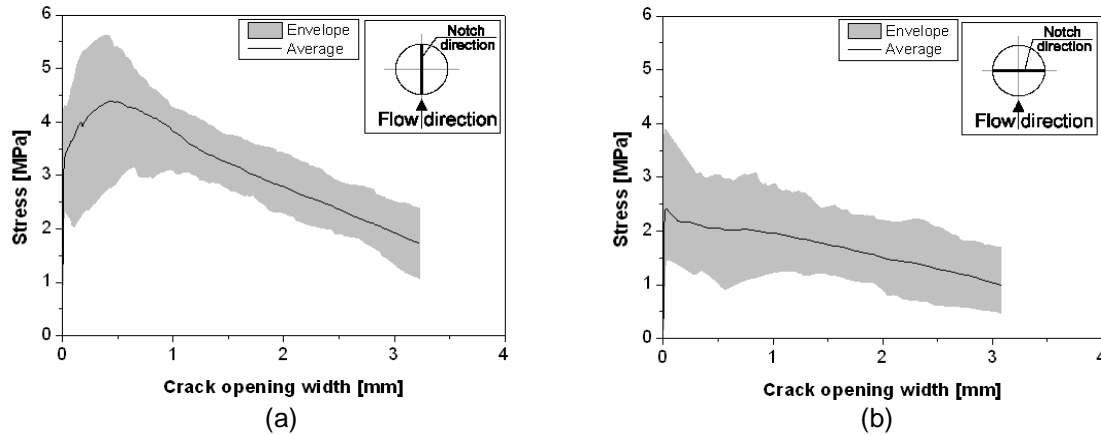 6
5
4
3
2
1
0
Stress [MPa]
Envelope
Average
Notch
direction
Flow direction
0 1 2 3 4
Crack opening width [mm]
(a)
6
5
4
3
2
1
0
Stress [MPa]
Envelope
Average
Notch
direction
Flow direction
0 1 2 3 4
Crack opening width [mm]
(b)